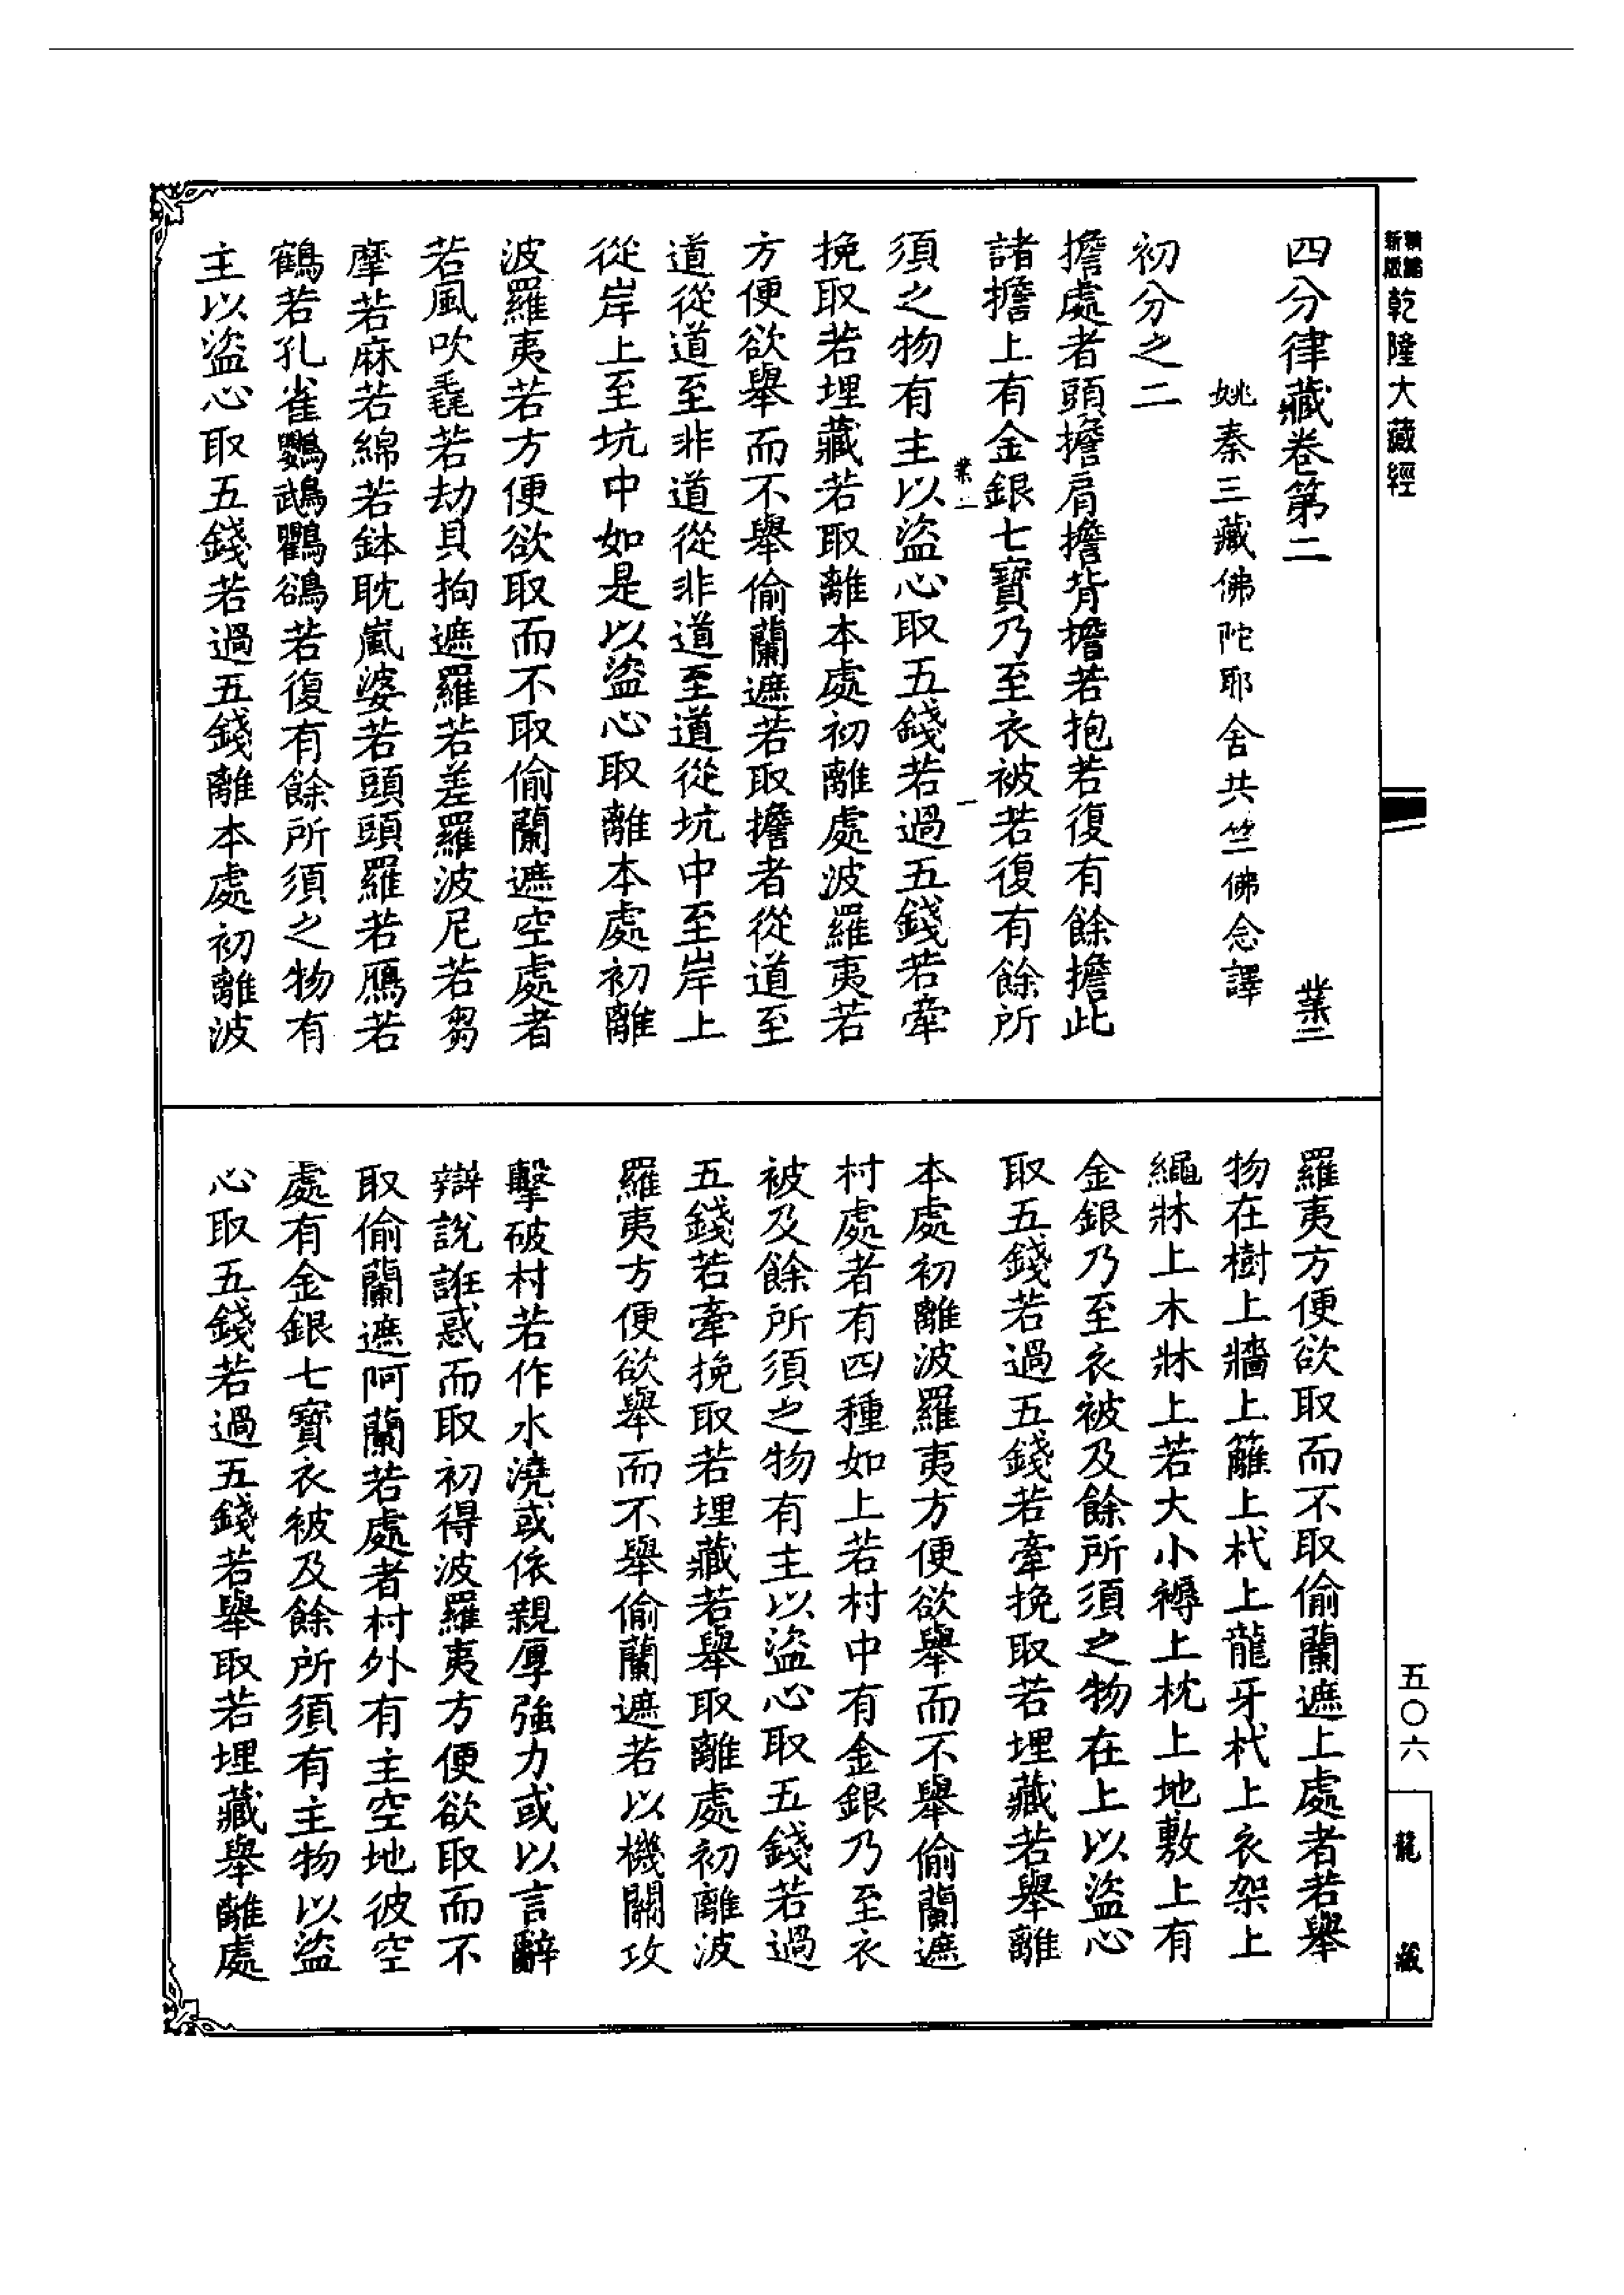 精縮
新版
乾隆大藏經
四分律藏卷第二 業二
姚秦三藏佛陀耶舍共竺佛念譯
初分之二
擔處者頭擔肩擔背擔若抱若復有餘擔此
諸擔上有金銀七寶乃至衣被若復有餘所
業二 一
須之物有主以盜心取五錢若過五錢若牽
挽取若埋藏若取離本處初離處波羅夷若
方便欲舉而不舉偷蘭遮若取擔者從道至
道從道至非道從非道至道從坑中至岸上
從岸上至坑中如是以盜心取離本處初離
波羅夷若方便欲取而不取偷蘭遮空處者
若風吹毳若劫貝拘遮羅若差羅波尼若芻
摩若麻若綿若鉢耽嵐婆若頭頭羅若鴈若
鶴若孔雀鸚鵡鸜鵒若復有餘所須之物有
主以盜心取五錢若過五錢離本處初離波
羅夷方便欲取而不取偷蘭遮上處者若舉
物在樹上牆上籬上杙上龍牙杙上衣架上
繩牀上木牀上若大小褥上枕上地敷上有
金銀乃至衣被及餘所須之物在上以盜心
取五錢若過五錢若牽挽取若埋藏若舉離
本處初離波羅夷方便欲舉而不舉偷蘭遮
村處者有四種如上若村中有金銀乃至衣
被及餘所須之物有主以盜心取五錢若過
五錢若牽挽取若埋藏若舉取離處初離波
羅夷方便欲舉而不舉偷蘭遮若以機關攻
擊破村若作水澆或依親厚強力或以言辭
辯說誑惑而取初得波羅夷方便欲取而不
取偷蘭遮阿蘭若處者村外有主空地彼空
處有金銀七寶衣被及餘所須有主物以盜
心取五錢若過五錢若舉取若埋藏舉離處
五〇六
龍藏